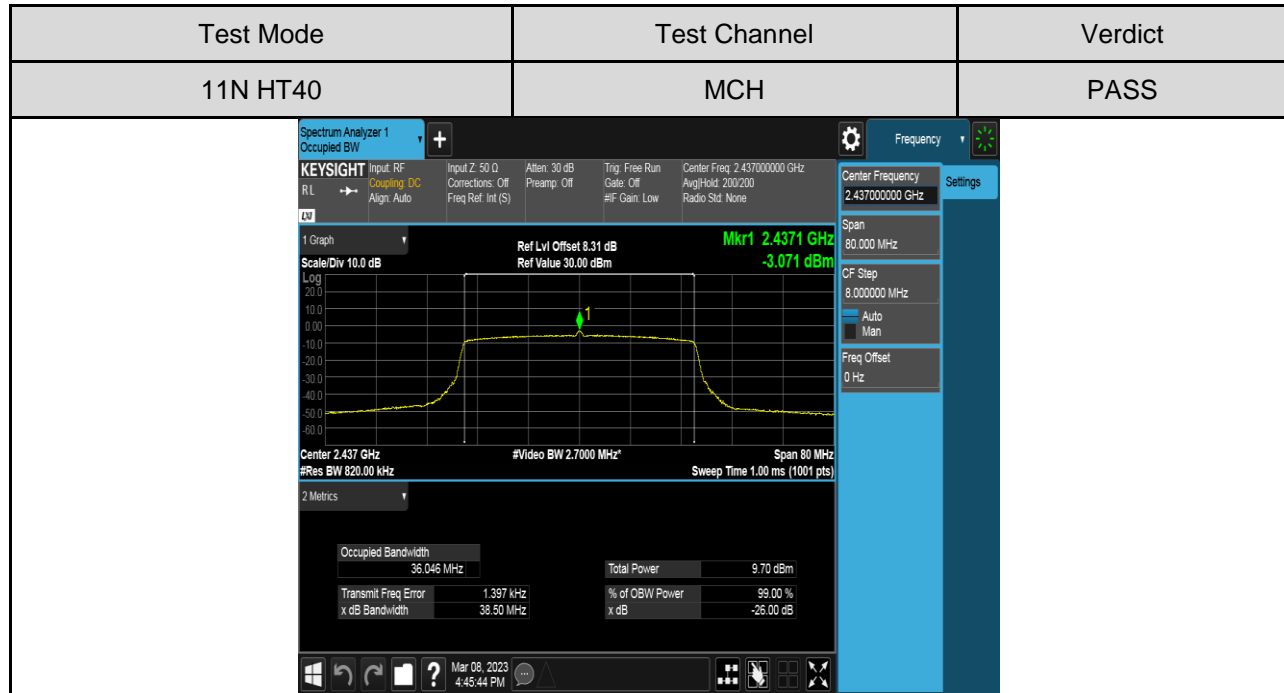 Test Mode Test Channel Verdict
11N HT40 MCH PASS
Spectrum Analyzer 1
Occupied BW
+
Frequency
KEYSIGHT Input: RF Input Z: 50 Ω Atten: 30 dB Trig: Free Run Center Freq: 2.437000000 GHz
RL Coupling: DC Corrections: Off Preamp: Off Gate: Off Avg|Hold: 200/200
Align: Auto Freq Ref: Int (S) #IF Gain: Low Radio Std: None
LXI
Center Frequency
2.437000000 GHz
Settings
Span
80.000 MHz
CF Step
8.000000 MHz
Auto
Man
Freq Offset
0 Hz
1 Graph
Ref Lvl Offset 8.31 dB Mkr1 2.4371 GHz
Scale/Div 10.0 dB Ref Value 30.00 dBm -3.071 dBm
Log
20.0
10.0
0.00
-10.0
-20.0
-30.0
-40.0
-50.0
-60.0
1
Center 2.437 GHz #Video BW 2.7000 MHz* Span 80 MHz
#Res BW 820.00 kHz Sweep Time 1.00 ms (1001 pts)
2 Metrics
Occupied Bandwidth
36.046 MHz Total Power 9.70 dBm
Transmit Freq Error 1.397 kHz % of OBW Power 99.00 %
x dB Bandwidth 38.50 MHz x dB -26.00 dB
? Mar 08, 2023
4:45:44 PM